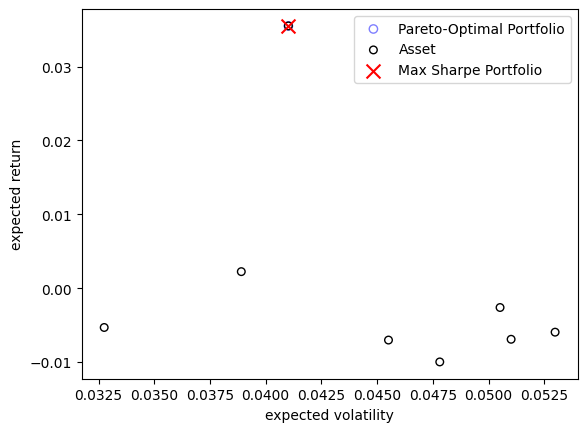 Pareto-Optimal Portfolio
Asset
Max Sharpe Portfolio
expected return
0.03
0.02
0.01
0.00
−0.01
0.0325 0.0350 0.0375 0.0400 0.0425 0.0450 0.0475 0.0500 0.0525
expected volatility